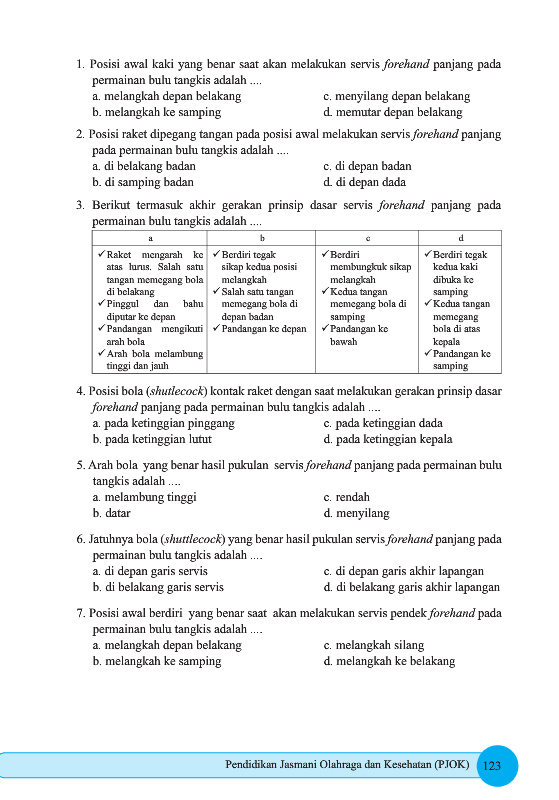 1. Posisi awal kaki yang benar saat akan melakukan servis forehand panjang pada
permainan bulu tangkis adalah ....
a. melangkah depan belakang
c. menyilang depan belakang
b. melangkah ke samping
d. memutar depan belakang
2. Posisi raket dipegang tangan pada posisi awal melakukan servis forehand panjang
pada permainan bulu tangkis adalah ....
a. di belakang badan
c. di depan badan
b. di samping badan
d. di depan dada
3. Berikut termasuk akhir gerakan prinsip dasar servis forehand panjang pada
permainan bulu tangkis adalah ....
a
✓Raket mengarah ke
atas lurus. Salah satu
tangan memegang bola
di belakang
✓Pinggul dan bahu
diputar ke depan
✓Pandangan mengikuti
arah bola
✓Arah bola melambung
tinggi dan jauh
b
✓Berdiri tegak
sikap kedua posisi
melangkah
✓Salah satu tangan
memegang bola di
depan badan
✓Pandangan ke depan
c
✓Berdiri
membungkuk sikap
melangkah
✓Kedua tangan
memegang bola di
samping
✓Pandangan ke
bawah
d
✓Berdiri tegak
kedua kaki
dibuka ke
samping
✓Kedua tangan
memegang
bola di atas
kepala
✓Pandangan ke
samping
4. Posisi bola (shutlecock) kontak raket dengan saat melakukan gerakan prinsip dasar
forehand panjang pada permainan bulu tangkis adalah ....
a. pada ketinggian pinggang
c. pada ketinggian dada
b. pada ketinggian lutut
d. pada ketinggian kepala
5. Arah bola yang benar hasil pukulan servis forehand panjang pada permainan bulu
tangkis adalah ....
a. melambung tinggi
c. rendah
b. datar
d. menyilang
6. Jatuhnya bola (shuttlecock) yang benar hasil pukulan servis forehand panjang pada
permainan bulu tangkis adalah ....
a. di depan garis servis
c. di depan garis akhir lapangan
b. di belakang garis servis
d. di belakang garis akhir lapangan
7. Posisi awal berdiri yang benar saat akan melakukan servis pendek forehand pada
permainan bulu tangkis adalah ....
a. melangkah depan belakang
c. melangkah silang
b. melangkah ke samping
d. melangkah ke belakang
Pendidikan Jasmani Olahraga dan Kesehatan (PJOK)
123